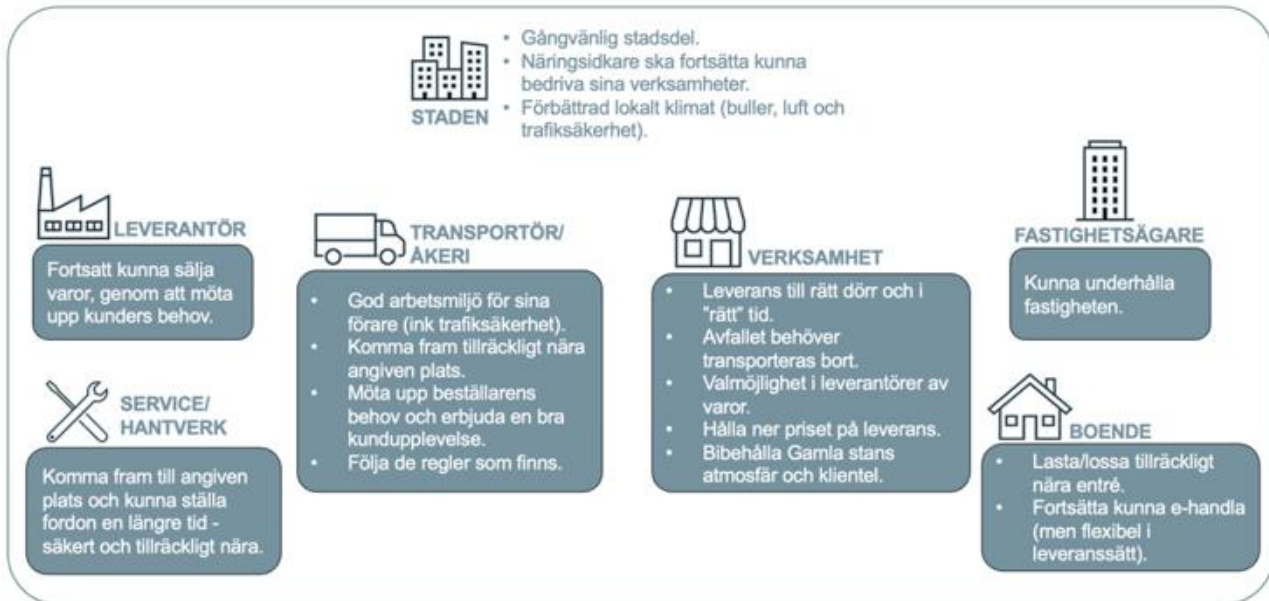 • Gångvänlig stadsdel.
• Näringsidkare ska fortsätta kunna
bedriva sina verksamheter.
• Förbättrad lokalt klimat (buller, luft och
trafiksäkerhet).
STADEN
LEVERANTÖR
Fortsatt kunna sälja
varor, genom att möta
upp kunders behov.
SERVICE/
HANTVERK
Komma fram till angiven
plats och kunna ställa
fordon en längre tid -
säkert och tillräckligt nära.
TRANSPORTÖR/
ÅKERI
• God arbetsmiljö för sina
förare (ink trafiksäkerhet).
• Komma fram tillräckligt nära
angiven plats.
• Möta upp beställarens
behov och erbjuda en bra
kundupplevelse.
• Följa de regler som finns.
VERKSAMHET
• Leverans till rätt dörr och i
"rätt" tid.
• Avfallet behöver
transporteras bort.
• Valmöjlighet i leverantörer av
varor.
• Hålla ner priset på leverans.
• Bibehålla Gamla stans
atmosfär och klientel.
FASTIGHETSÄGARE
Kunna underhålla
fastigheten.
BOENDE
• Lasta/lossa tillräckligt
nära entré.
• Fortsätta kunna e-handla
(men flexibel i
leveranssätt).